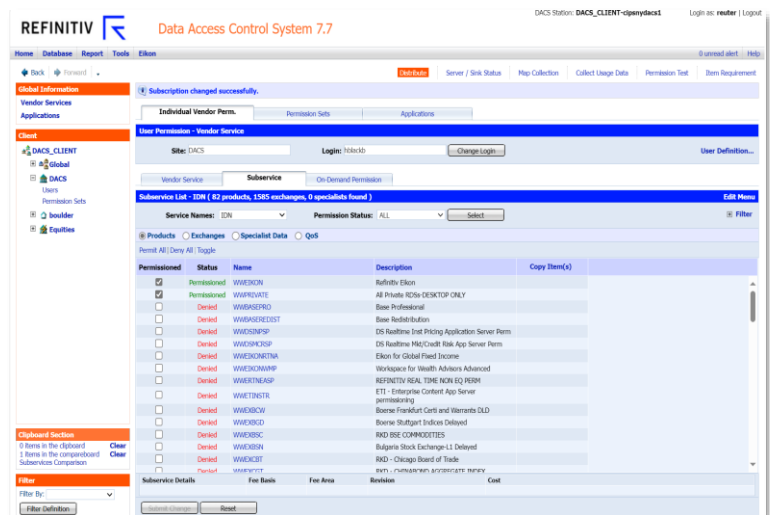 DACS Station: DACS_CLIENT-cipsnydacs1 Login as: reuter | Logout
REFINITIV Data Access Control System 7.7
Home Database Report Tools Eikon 0 unread alert Help
Back Forward Distribute Server / Sink Status Map Collection Collect Usage Data Permission Test Item Requirement
Global Information
Vendor Services
Applications
Client
DACS_CLIENT
Global
DACS
Users
Permission Sets
boulder
Equities
Subscription changed successfully.
Individual Vendor Perm. Permission Sets Applications
User Permission - Vendor Service
Site: DACS Login: hblackb Change Login User Definition...
Vendor Service Subservice On-Demand Permission
Subservice List - IDN ( 82 products, 1585 exchanges, 0 specialists found ) Edit Menu
Service Names: IDN Permission Status: ALL Select Filter
Products Exchanges Specialist Data QoS
Permit All | Deny All | Toggle
Permissioned Status Name Description Copy Item(s)
Permissioned WWEIKON Refinitiv Eikon
Permissioned WWPRIVATE All Private RDSs-DESKTOP ONLY
Denied WWBASEPRO Base Professional
Denied WWBASEREDIST Base Redistribution
Denied WWDSINPSP DS Realtime Inst Pricing Application Server Perm
Denied WWDSMCRSP DS Realtime Mkt/Credit Risk App Server Perm
Denied WWEIKONRTNA Eikon for Global Fixed Income
Denied WWEIKONWMP Workspace for Wealth Advisors Advanced
Denied WWERTNEASP REFINITIV REAL TIME NON EQ PERM
Denied WWETINSTR ETI - Enterprise Content App Server
permissioning
Denied WWEXBCW Boerse Frankfurt Certi and Warrants DLD
Denied WWEXBGD Boerse Stuttgart Indices Delayed
Denied WWEXBSC RKD BSE COMMODITIES
Denied WWEXBSN Bulgaria Stock Exchange-L1 Delayed
Denied WWEXCBT RKD - Chicago Board of Trade
Denied RKD - CHINABOND AGGREGATE INDEX
Subservice Details Fee Basis Fee Area Revision Cost
Submit Change Reset
Clipboard Section
0 items in the clipboard Clear
1 items in the compareboard Clear
Subservices Comparison
Filter
Filter By:
Filter Definition